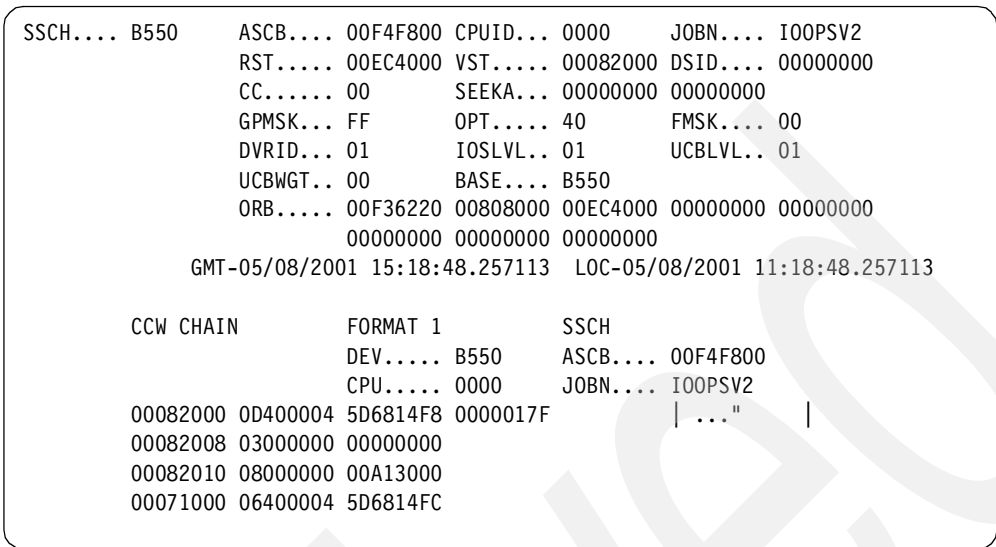 SSCH.... B550 ASCB.... 00F4F800 CPUID... 0000 JOBN.... IOOPSV2
RST..... 00EC4000 VST..... 00082000 DSID.... 00000000
CC...... 00 SEEKA... 00000000 00000000
GPMSK... FF OPT..... 40 FMSK.... 00
DVRID... 01 IOSLVL.. 01 UCBLVL.. 01
UCBWGT.. 00 BASE.... B550
ORB..... 00F36220 00808000 00EC4000 00000000 00000000
00000000 00000000 00000000
GMT-05/08/2001 15:18:48.257113 LOC-05/08/2001 11:18:48.257113
CCW CHAIN FORMAT 1 SSCH
DEV..... B550 ASCB.... 00F4F800
CPU..... 0000 JOBN.... IOOPSV2
00082000 0D400004 5D6814F8 0000017F | ..." |
00082008 03000000 00000000
00082010 08000000 00A13000
00071000 06400004 5D6814FC